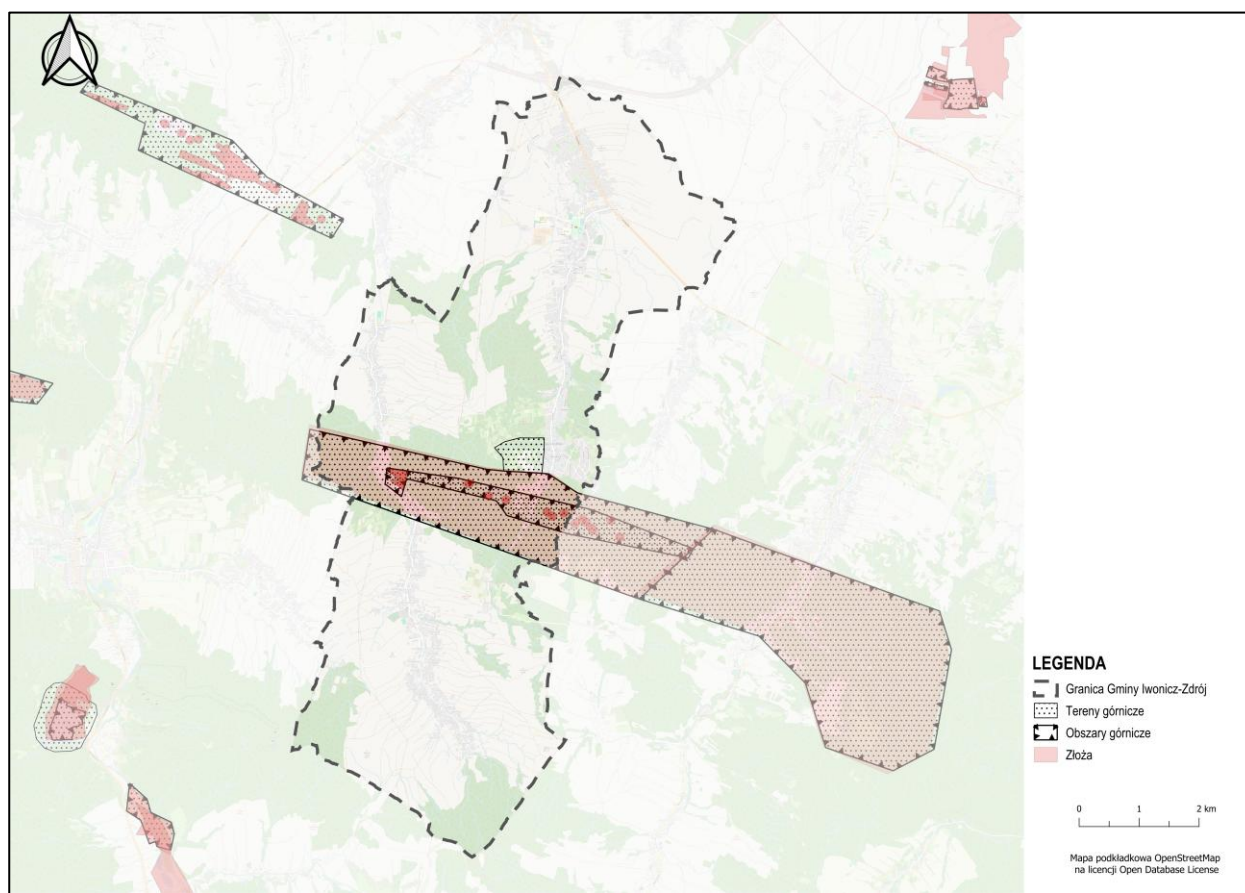 LEGENDA
Granica Gminy Iwonicz-Zdrój
Tereny górnicze
Obszary górnicze
Złoża
0 1 2 km
Mapa podkładkowa OpenStreetMap
na licencji Open Database License